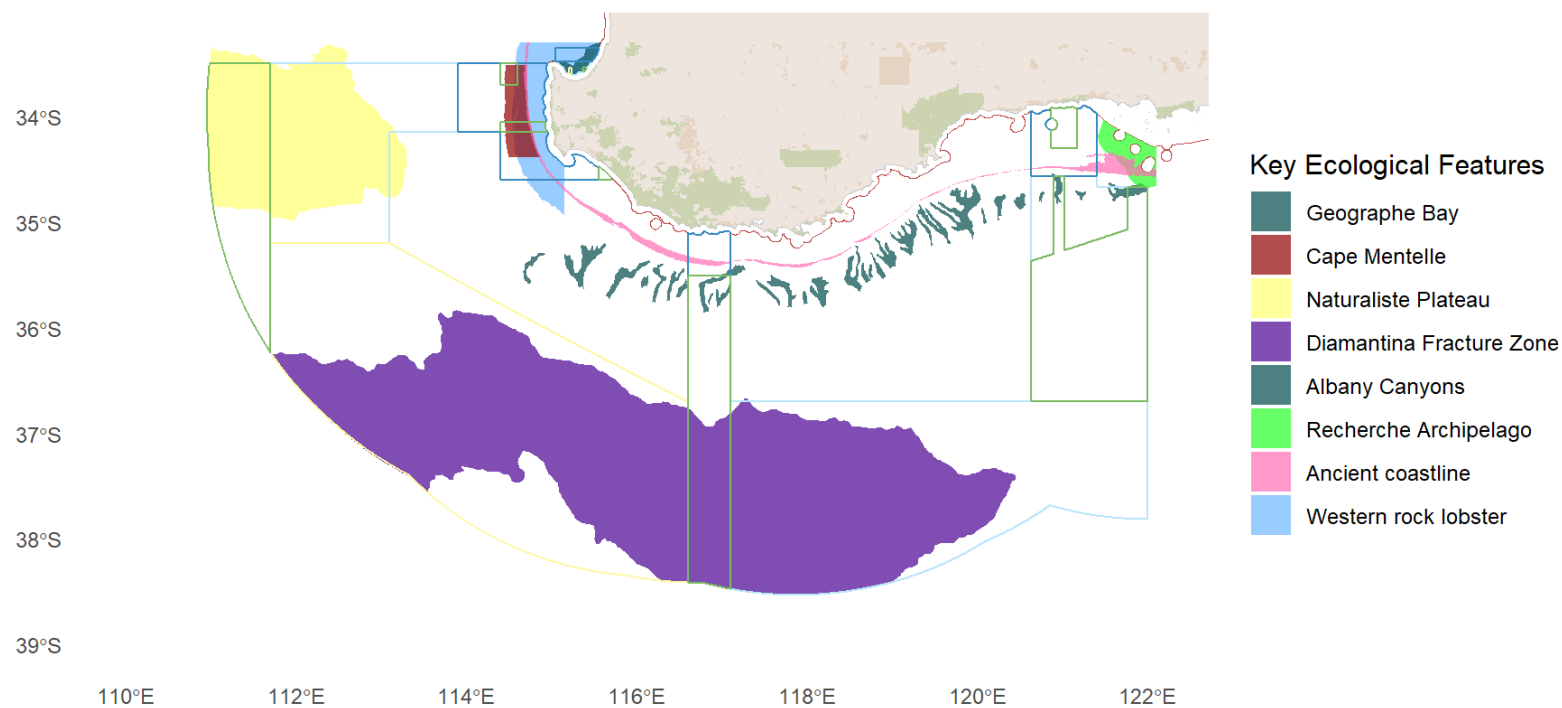 34°S
35°S
36°S
37°S
38°S
39°S
110°E
112°E
114°E
116°E
118°E
120°E
122°E
Key Ecological Features
Geographe Bay
Cape Mentelle
Naturaliste Plateau
Diamantina Fracture Zone
Albany Canyons
Recherche Archipelago
Ancient coastline
Western rock lobster